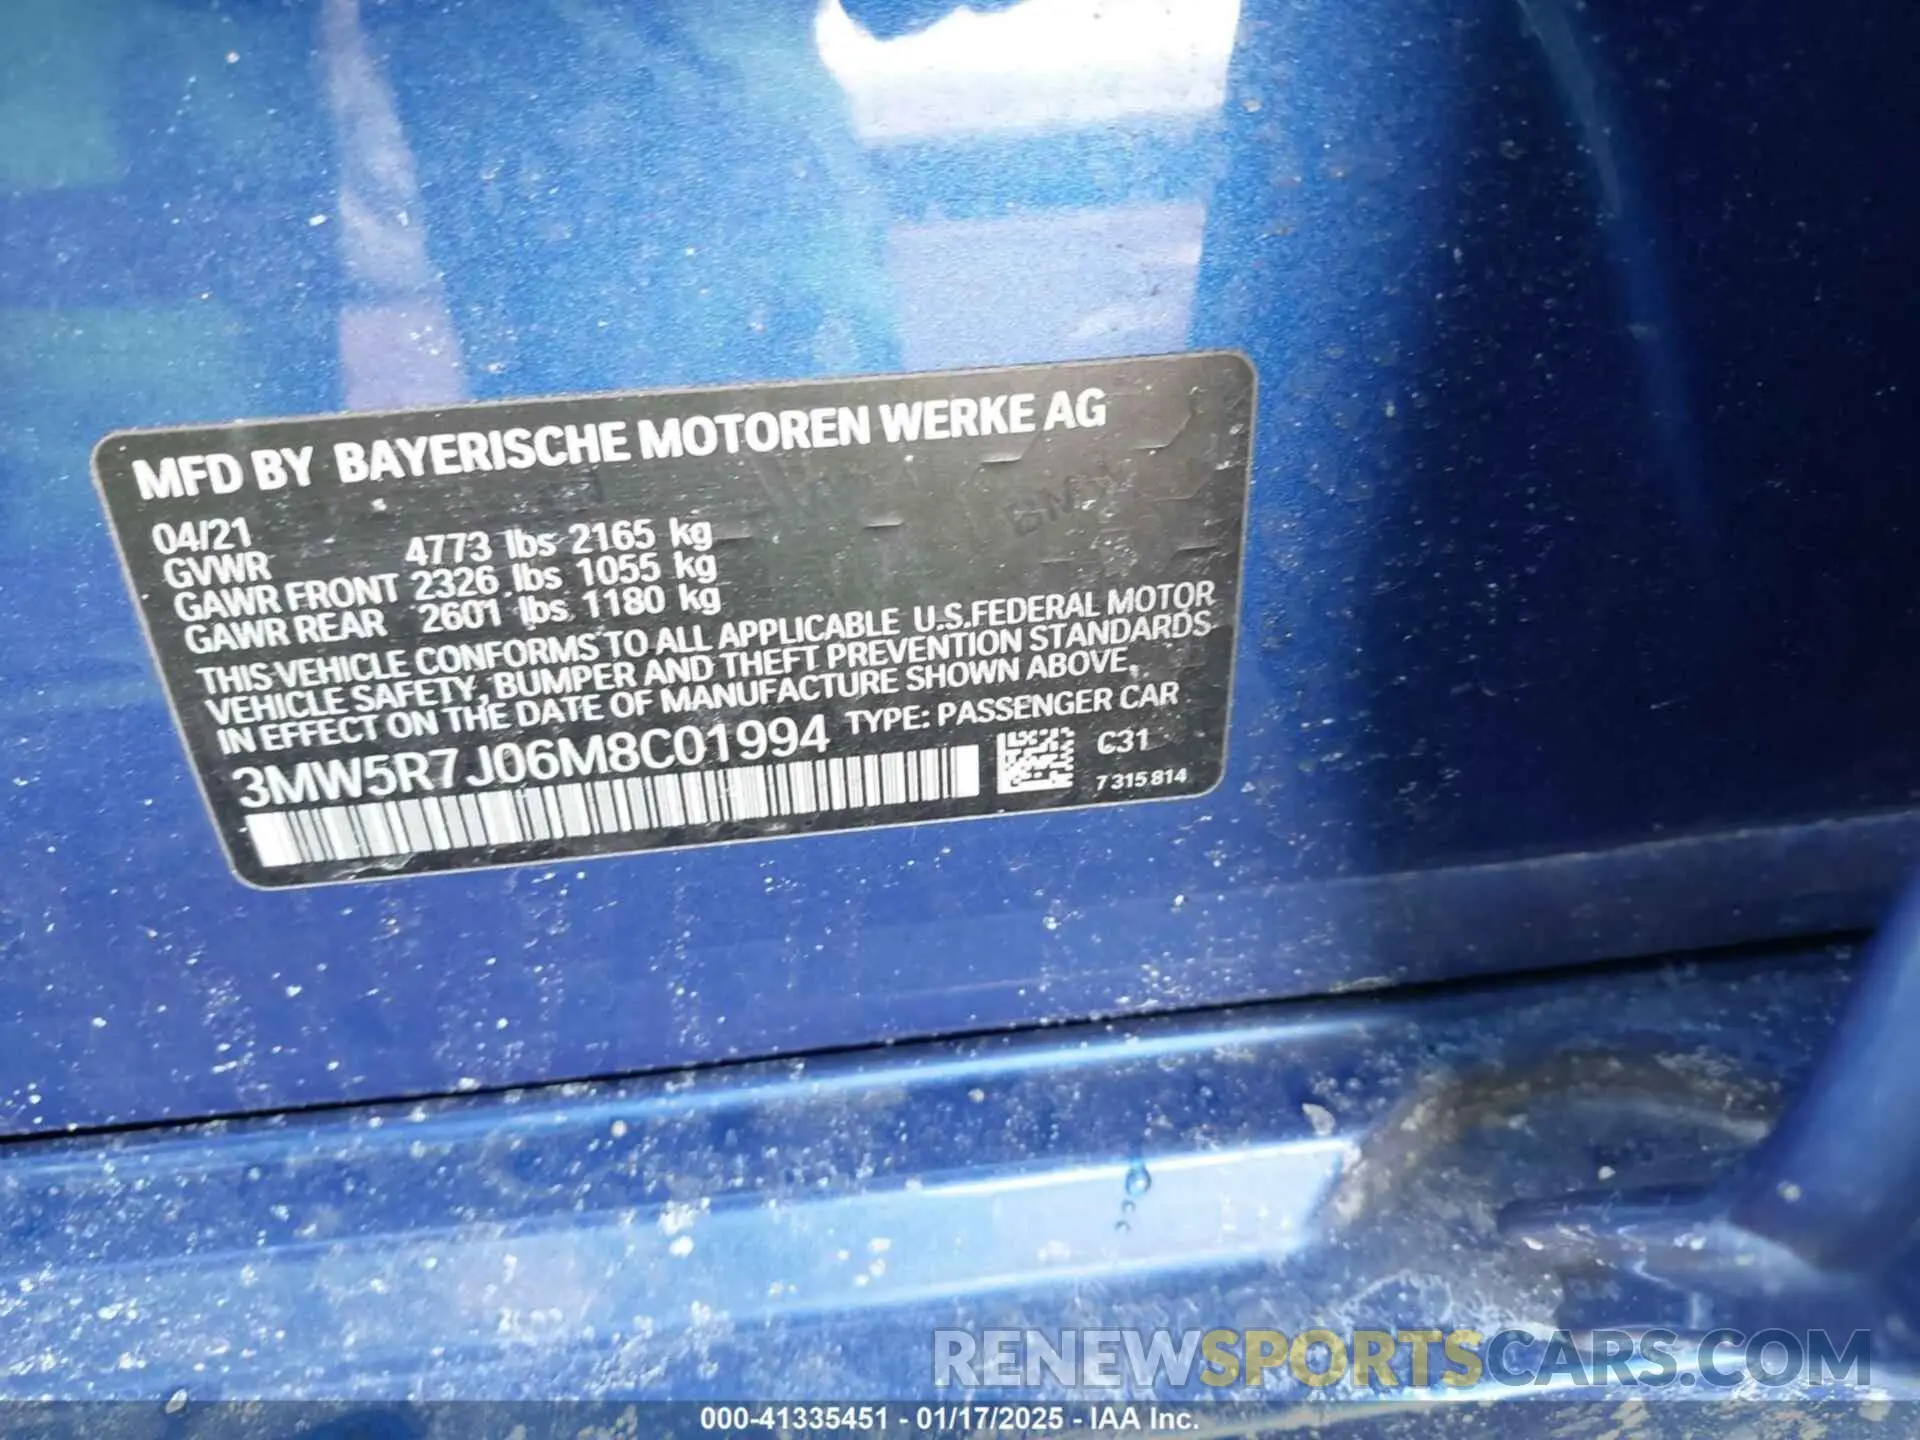 MFD BY BAYERISCHE MOTOREN WERKE AG
04/21
GVWR 4773 lbs 2165 kg
GAWR FRONT 2326 lbs 1055 kg
GAWR REAR 2601 lbs 1180 kg
THIS VEHICLE CONFORMS TO ALL APPLICABLE U.S.FEDERAL MOTOR
VEHICLE SAFETY, BUMPER AND THEFT PREVENTION STANDARDS
IN EFFECT ON THE DATE OF MANUFACTURE SHOWN ABOVE.
3MW5R7J06M8C01994 TYPE: PASSENGER CAR
C31
7 315 814
RENEWSPORTSCARS.COM
000-41335451 - 01/17/2025 - IAA Inc.